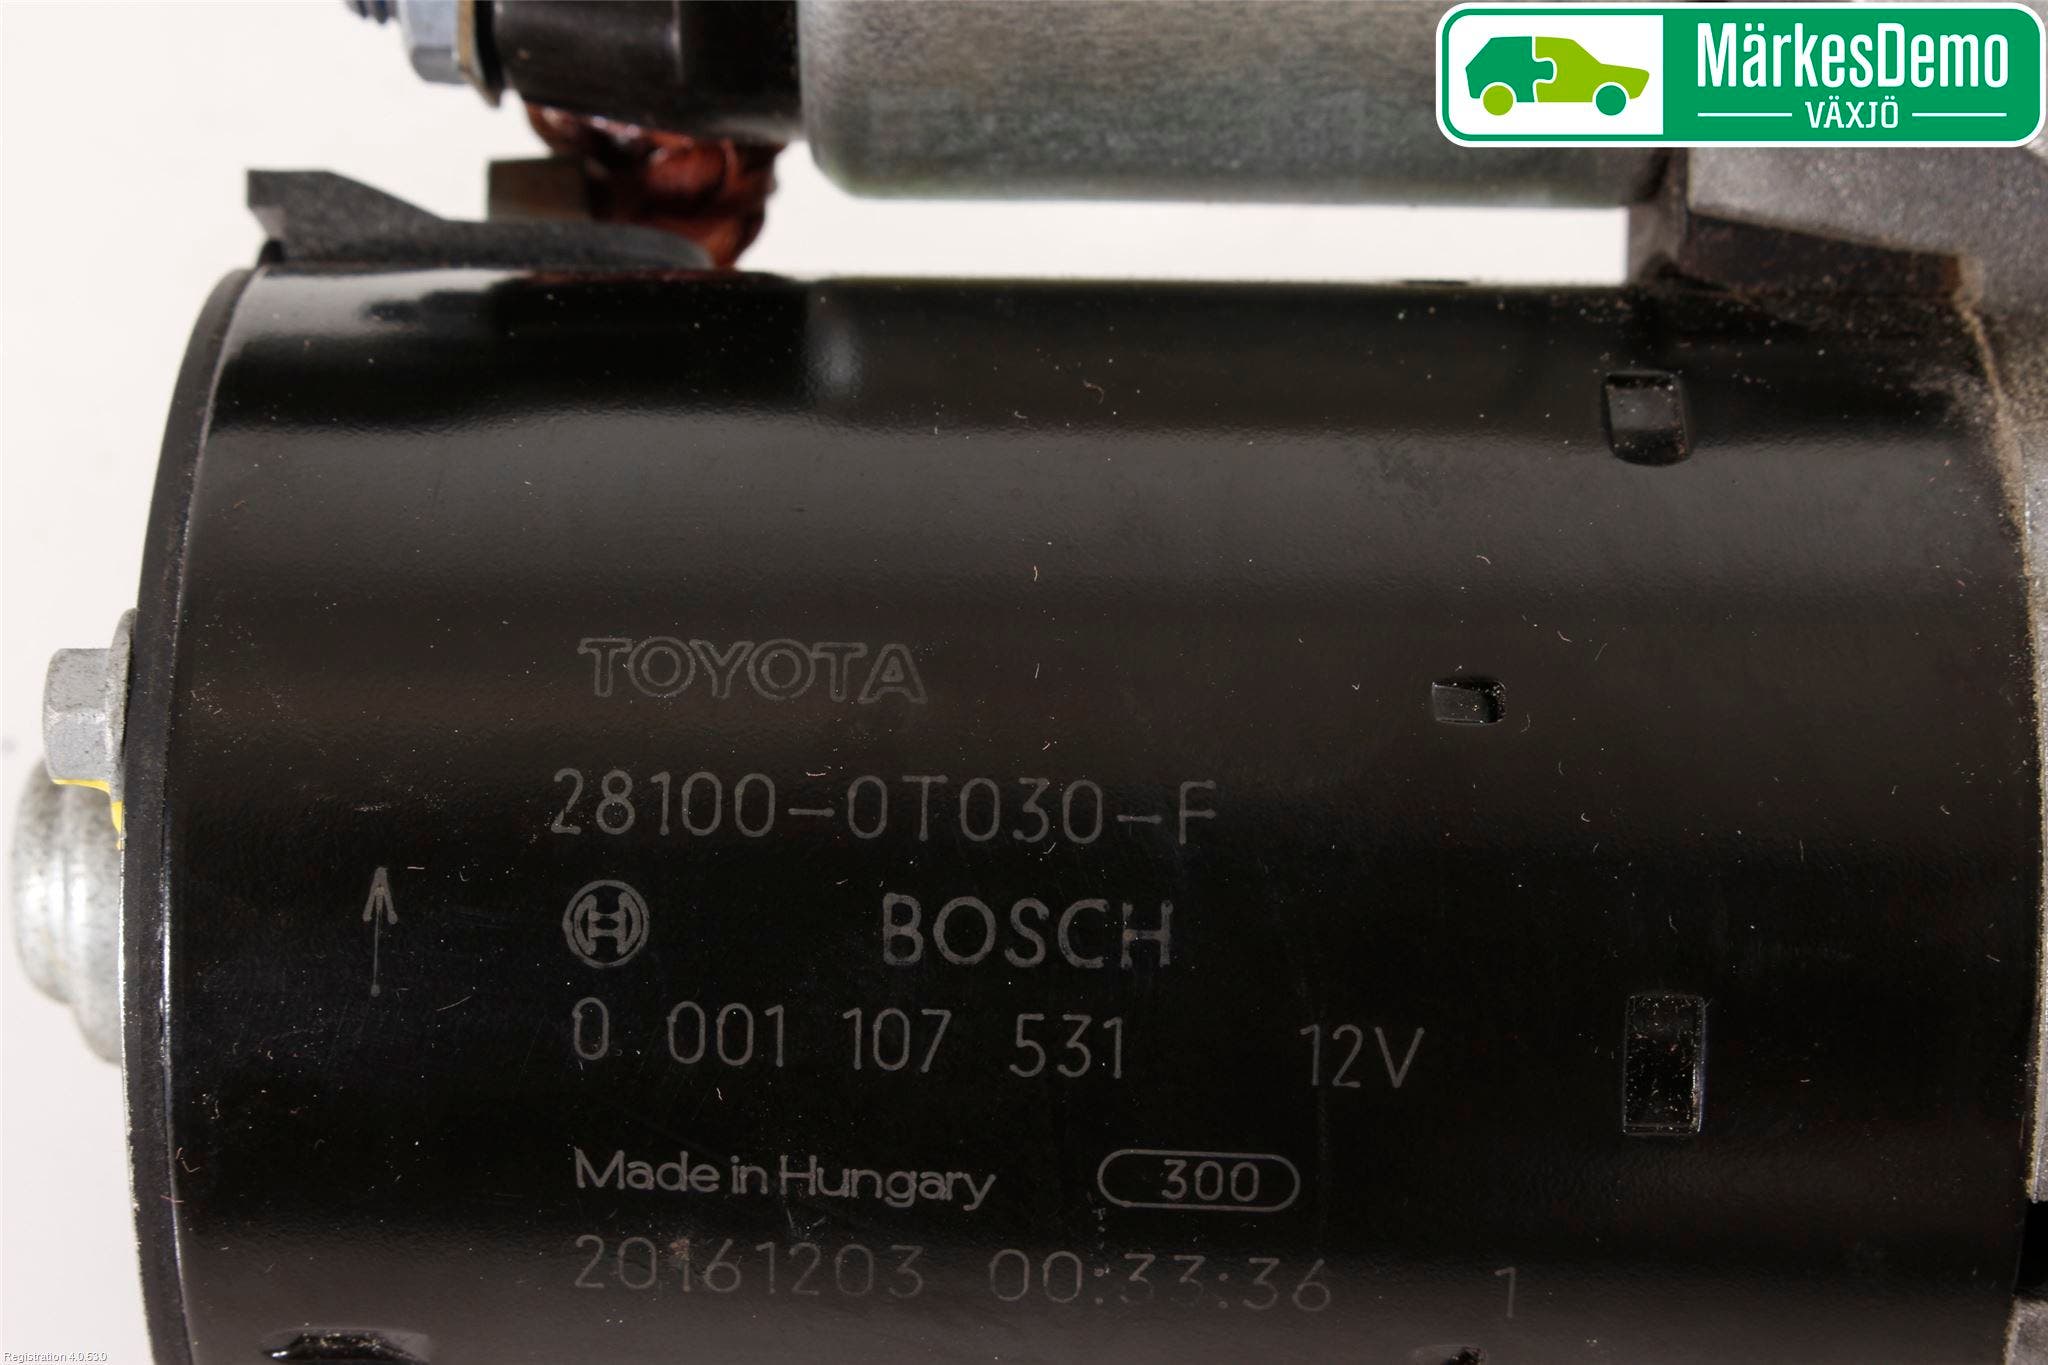 MärkesDemo
VÄXJÖ
TOYOTA
28100-0T030-F
BOSCH
0 001 107 531 12V
Made in Hungary 300
20161203 00:33:36 1
Registration 4.0.53.0